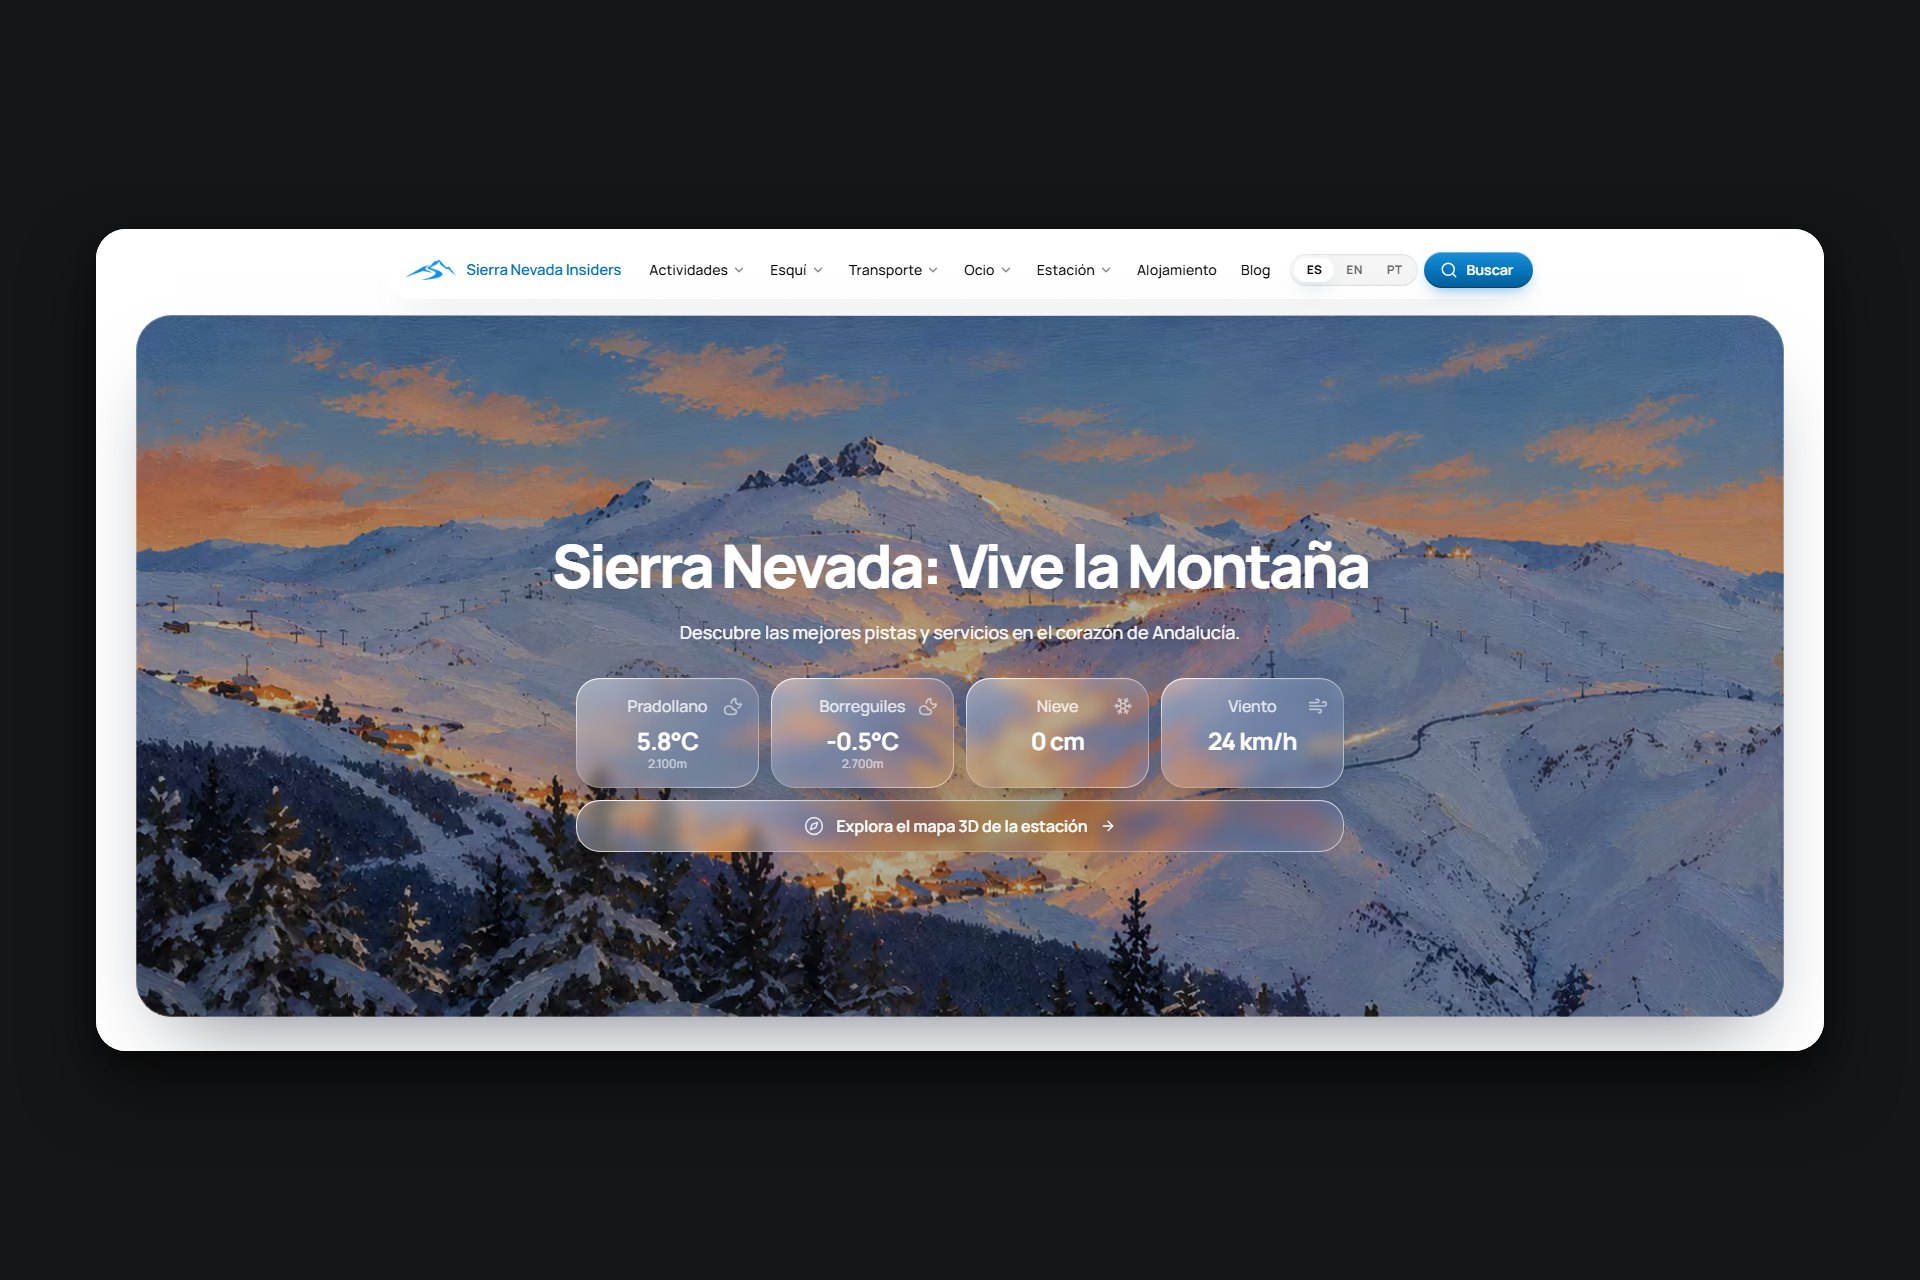 Sierra Nevada Insiders Actividades Esquí Transporte Ocio Estación Alojamiento Blog ES EN PT Buscar
Sierra Nevada: Vive la Montaña
Descubre las mejores pistas y servicios en el corazón de Andalucía.
Pradollano Borreguiles Nieve Viento
5.8°C -0.5°C 0 cm 24 km/h
2.100m 2.700m
Explora el mapa 3D de la estación